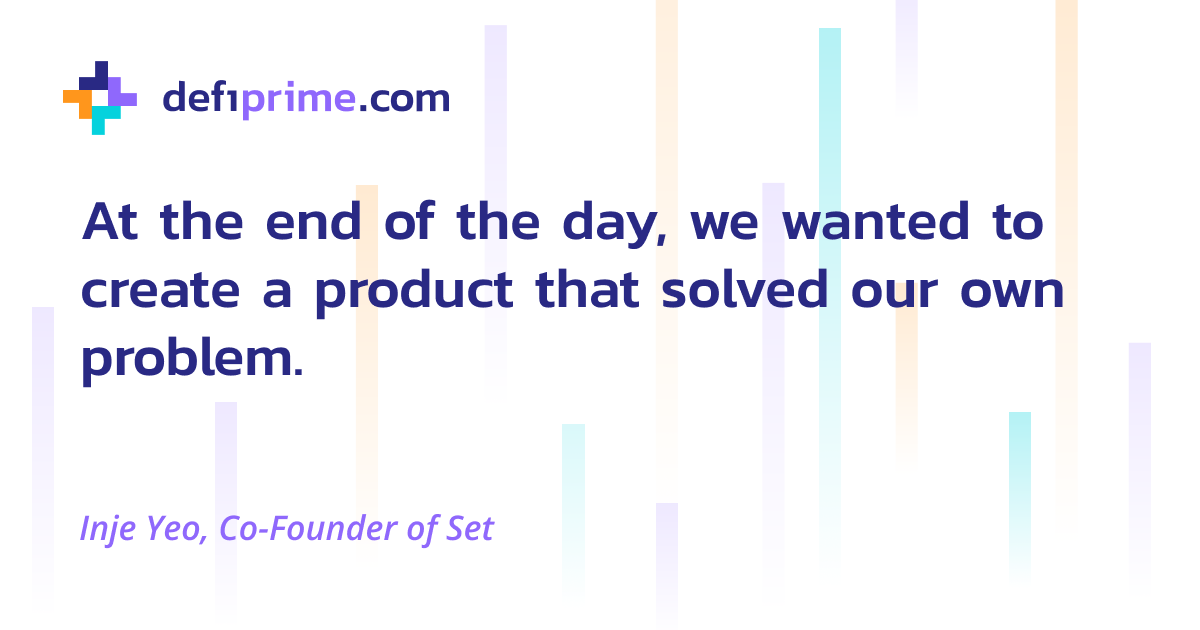 defiprime.com
At the end of the day, we wanted to
create a product that solved our own
problem.
Inje Yeo, Co-Founder of Set